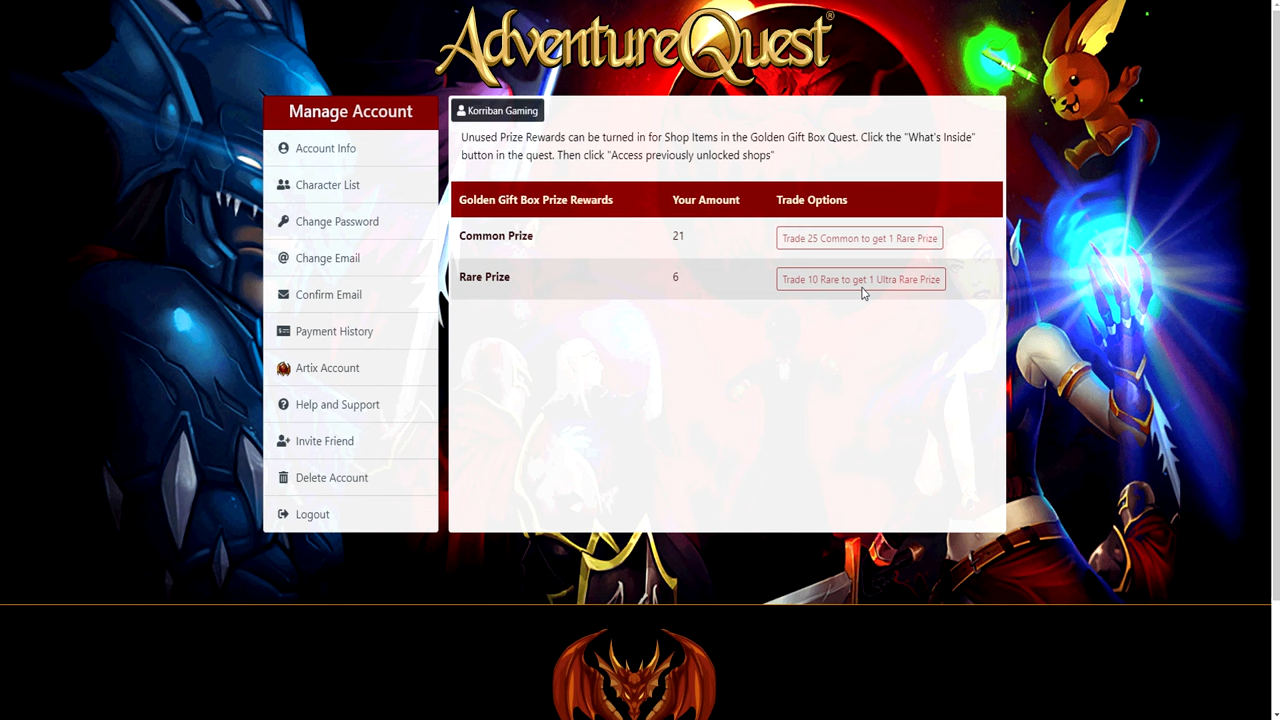 AdventureQuest®
Manage Account
Account Info
Character List
Change Password
Change Email
Confirm Email
Payment History
Artix Account
Help and Support
Invite Friend
Delete Account
Logout
Korriban Gaming
Unused Prize Rewards can be turned in for Shop Items in the Golden Gift Box Quest. Click the "What's Inside"
button in the quest. Then click "Access previously unlocked shops"
Golden Gift Box Prize Rewards Your Amount Trade Options
Common Prize 21 Trade 25 Common to get 1 Rare Prize
Rare Prize 6 Trade 10 Rare to get 1 Ultra Rare Prize